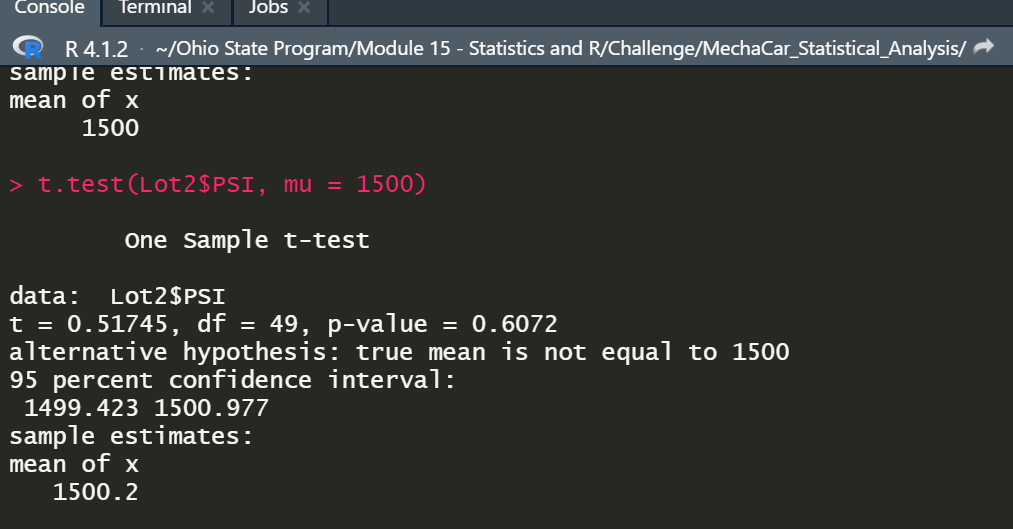 Console Terminal × Jobs ×
R R 4.1.2 · ~/Ohio State Program/Module 15 - Statistics and R/Challenge/MechaCar_Statistical_Analysis/
sample estimates:
mean of x
1500
> t.test(Lot2$PSI, mu = 1500)
One Sample t-test
data: Lot2$PSI
t = 0.51745, df = 49, p-value = 0.6072
alternative hypothesis: true mean is not equal to 1500
95 percent confidence interval:
1499.423 1500.977
sample estimates:
mean of x
1500.2